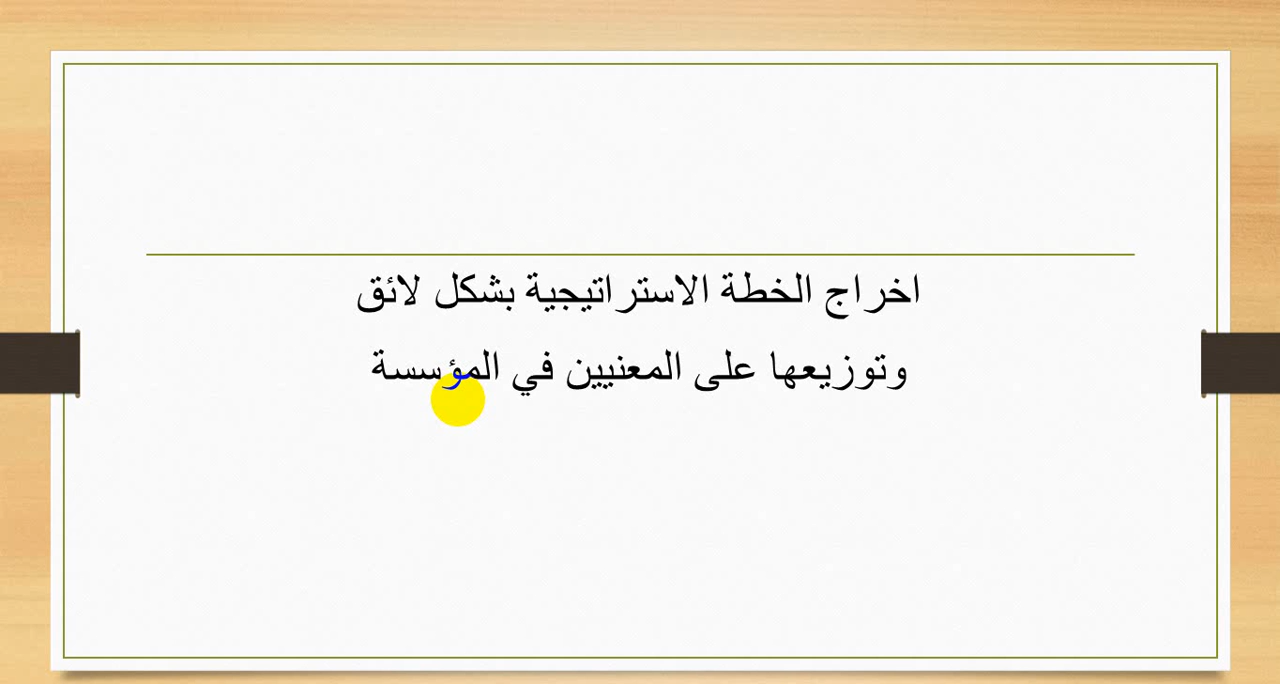 اخراج الخطة الاستراتيجية بشكل لائق
وتوزيعها على المعنيين في المؤسسة